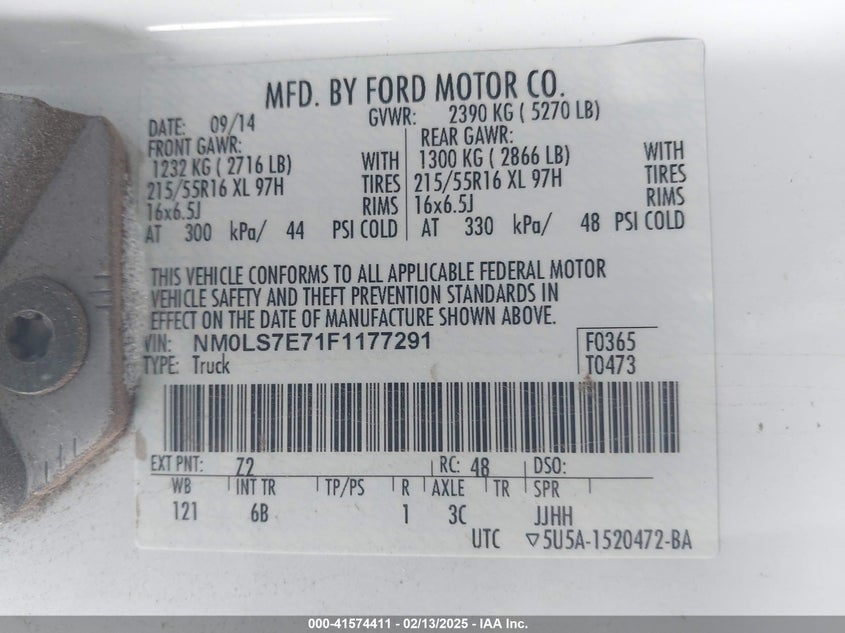 MFD. BY FORD MOTOR CO.
DATE: 09/14 GVWR: 2390 KG ( 5270 LB)
FRONT GAWR: REAR GAWR:
1232 KG ( 2716 LB) WITH 1300 KG ( 2866 LB) WITH
215/55R16 XL 97H TIRES 215/55R16 XL 97H TIRES
16x6.5J RIMS 16x6.5J RIMS
AT 300 kPa/ 44 PSI COLD AT 330 kPa/ 48 PSI COLD
THIS VEHICLE CONFORMS TO ALL APPLICABLE FEDERAL MOTOR
VEHICLE SAFETY AND THEFT PREVENTION STANDARDS IN
EFFECT ON THE DATE OF MANUFACTURE SHOWN ABOVE.
VIN: NM0LS7E71F1177291 F0365
TYPE: Truck T0473
EXT PNT: Z2 RC: 48 DSO:
WB INT TR TP/PS R AXLE TR SPR
121 6B 1 3C JJHH
UTC ▽5U5A-1520472-BA
000-41574411 - 02/13/2025 - IAA Inc.